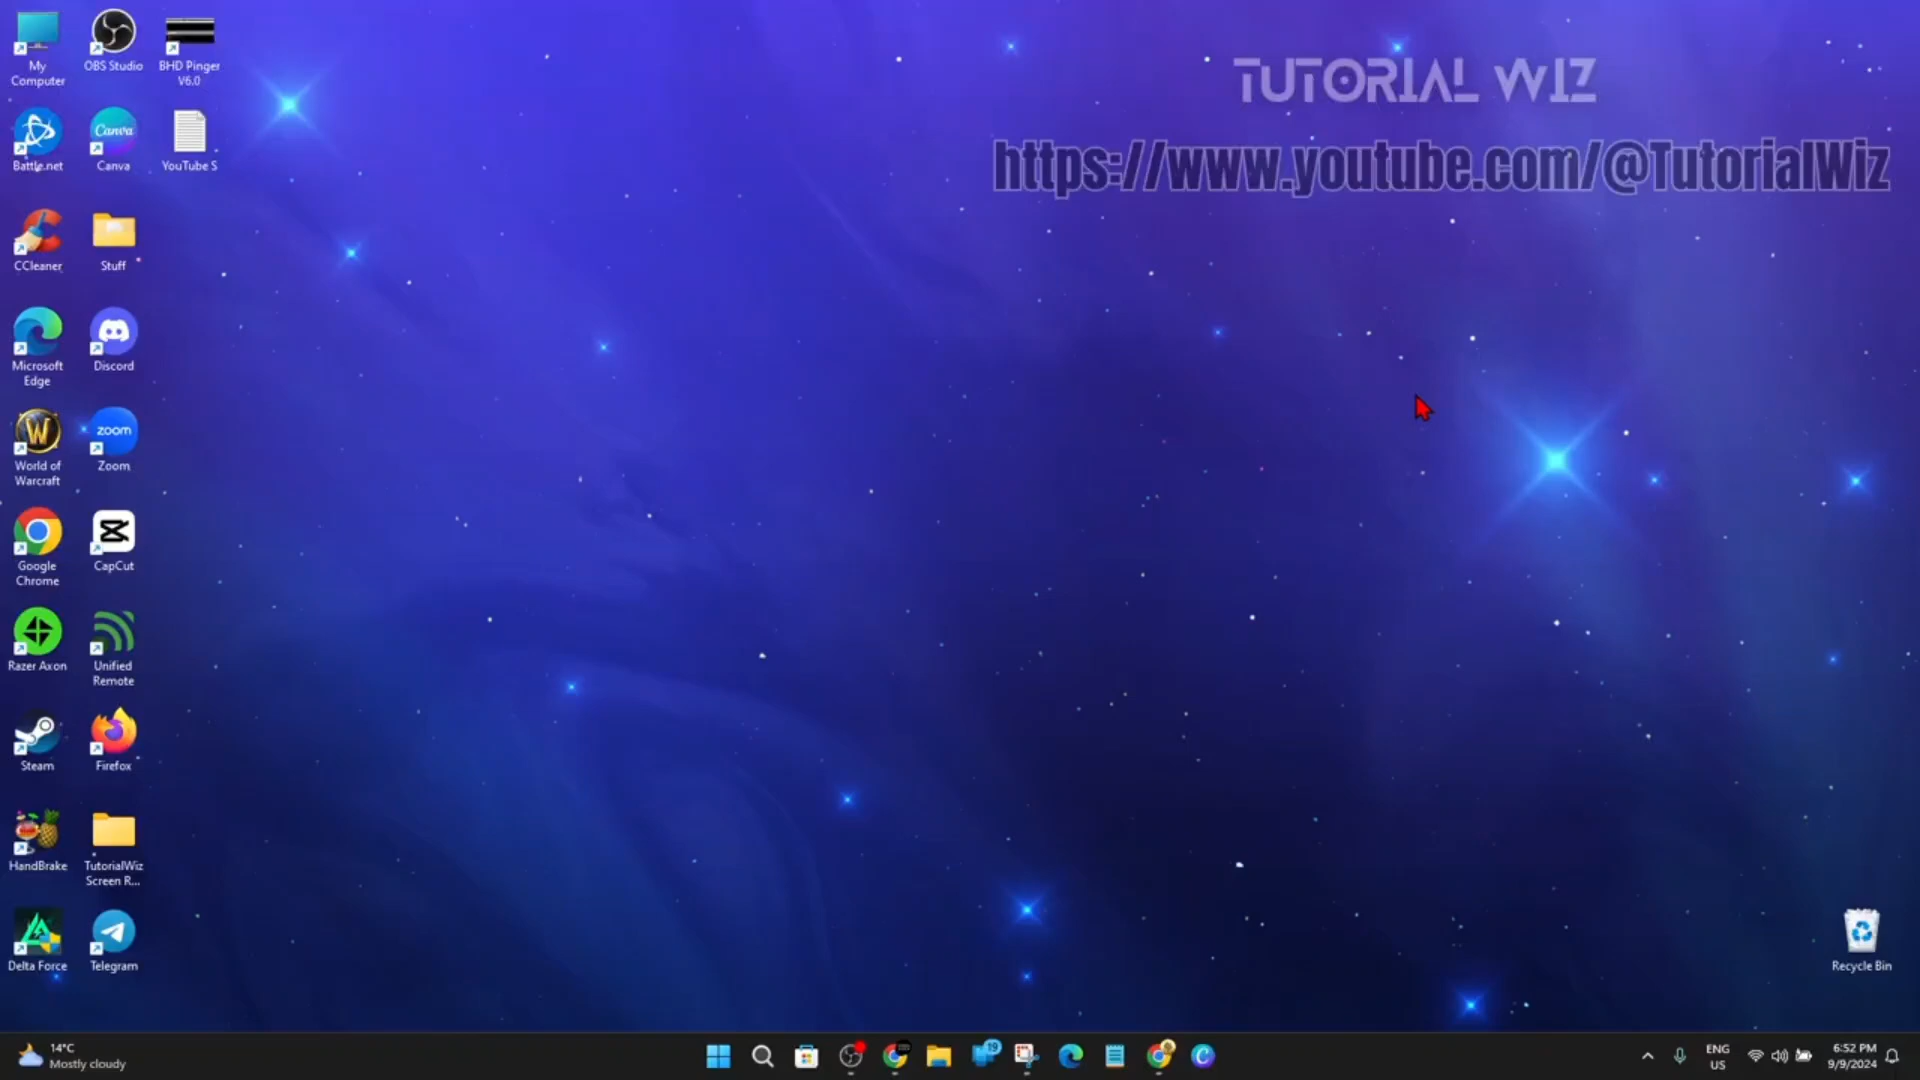 TUTORIAL WIZ
https://www.youtube.com/@TutorialWiz
My
Computer
OBS Studio
BHD Pinger
V6.0
Battle.net
Canva
Canva
YouTube S
CCleaner
Stuff
Microsoft
Edge
Discord
World of
Warcraft
zoom
Zoom
Google
Chrome
CapCut
Razer Axon
Unified
Remote
Steam
Firefox
HandBrake
TutorialWiz
Screen R...
Delta Force
Telegram
Recycle Bin
14°C
Mostly cloudy
19
ENG
US
6:52 PM
9/9/2024